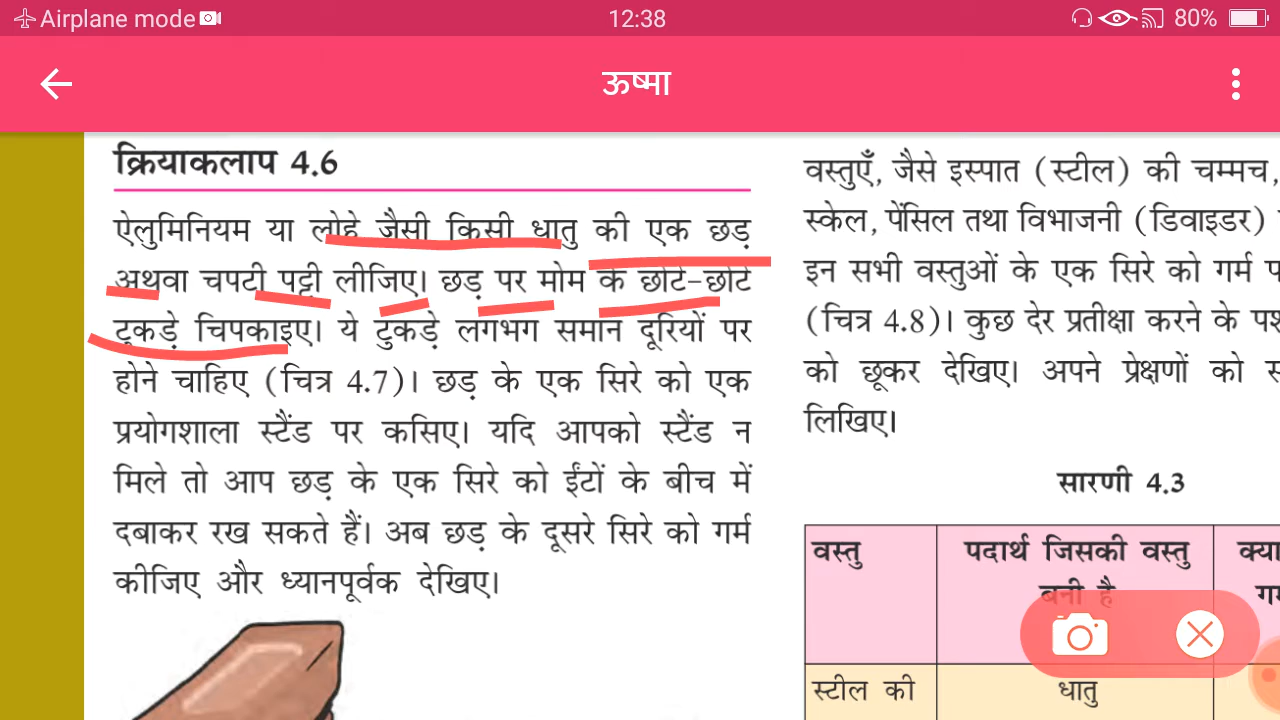 Airplane mode 12:38 80%
ऊष्मा
क्रियाकलाप 4.6
ऐलुमिनियम या लोहे जैसी किसी धातु की एक छड़
अथवा चपटी पट्टी लीजिए। छड़ पर मोम के छोटे-छोटे
टुकड़े चिपकाइए। ये टुकड़े लगभग समान दूरियों पर
होने चाहिए (चित्र 4.7)। छड़ के एक सिरे को एक
प्रयोगशाला स्टैंड पर कसिए। यदि आपको स्टैंड न
मिले तो आप छड़ के एक सिरे को ईंटों के बीच में
दबाकर रख सकते हैं। अब छड़ के दूसरे सिरे को गर्म
कीजिए और ध्यानपूर्वक देखिए।
वस्तुएँ, जैसे इस्पात (स्टील) की चम्मच,
स्केल, पेंसिल तथा विभाजनी (डिवाइडर)
इन सभी वस्तुओं के एक सिरे को गर्म
(चित्र 4.8)। कुछ देर प्रतीक्षा करने के
को छूकर देखिए। अपने प्रेक्षणों को
लिखिए।
सारणी 4.3
वस्तु पदार्थ जिसकी वस्तु क्या
बनी है
स्टील की धातु